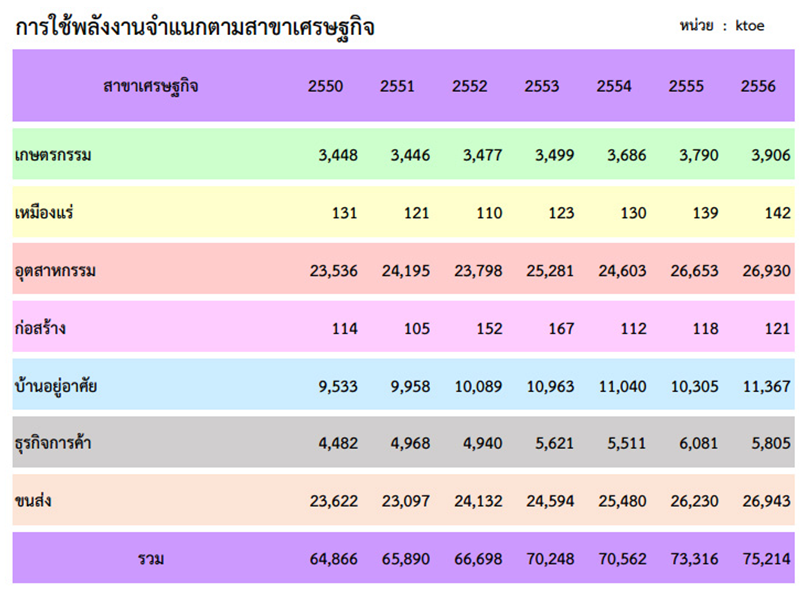 การใช้พลังงานจำแนกตามสาขาเศรษฐกิจ หน่วย : ktoe
สาขาเศรษฐกิจ 2550 2551 2552 2553 2554 2555 2556
เกษตรกรรม 3,448 3,446 3,477 3,499 3,686 3,790 3,906
เหมืองแร่ 131 121 110 123 130 139 142
อุตสาหกรรม 23,536 24,195 23,798 25,281 24,603 26,653 26,930
ก่อสร้าง 114 105 152 167 112 118 121
บ้านอยู่อาศัย 9,533 9,958 10,089 10,963 11,040 10,305 11,367
ธุรกิจการค้า 4,482 4,968 4,940 5,621 5,511 6,081 5,805
ขนส่ง 23,622 23,097 24,132 24,594 25,480 26,230 26,943
รวม 64,866 65,890 66,698 70,248 70,562 73,316 75,214